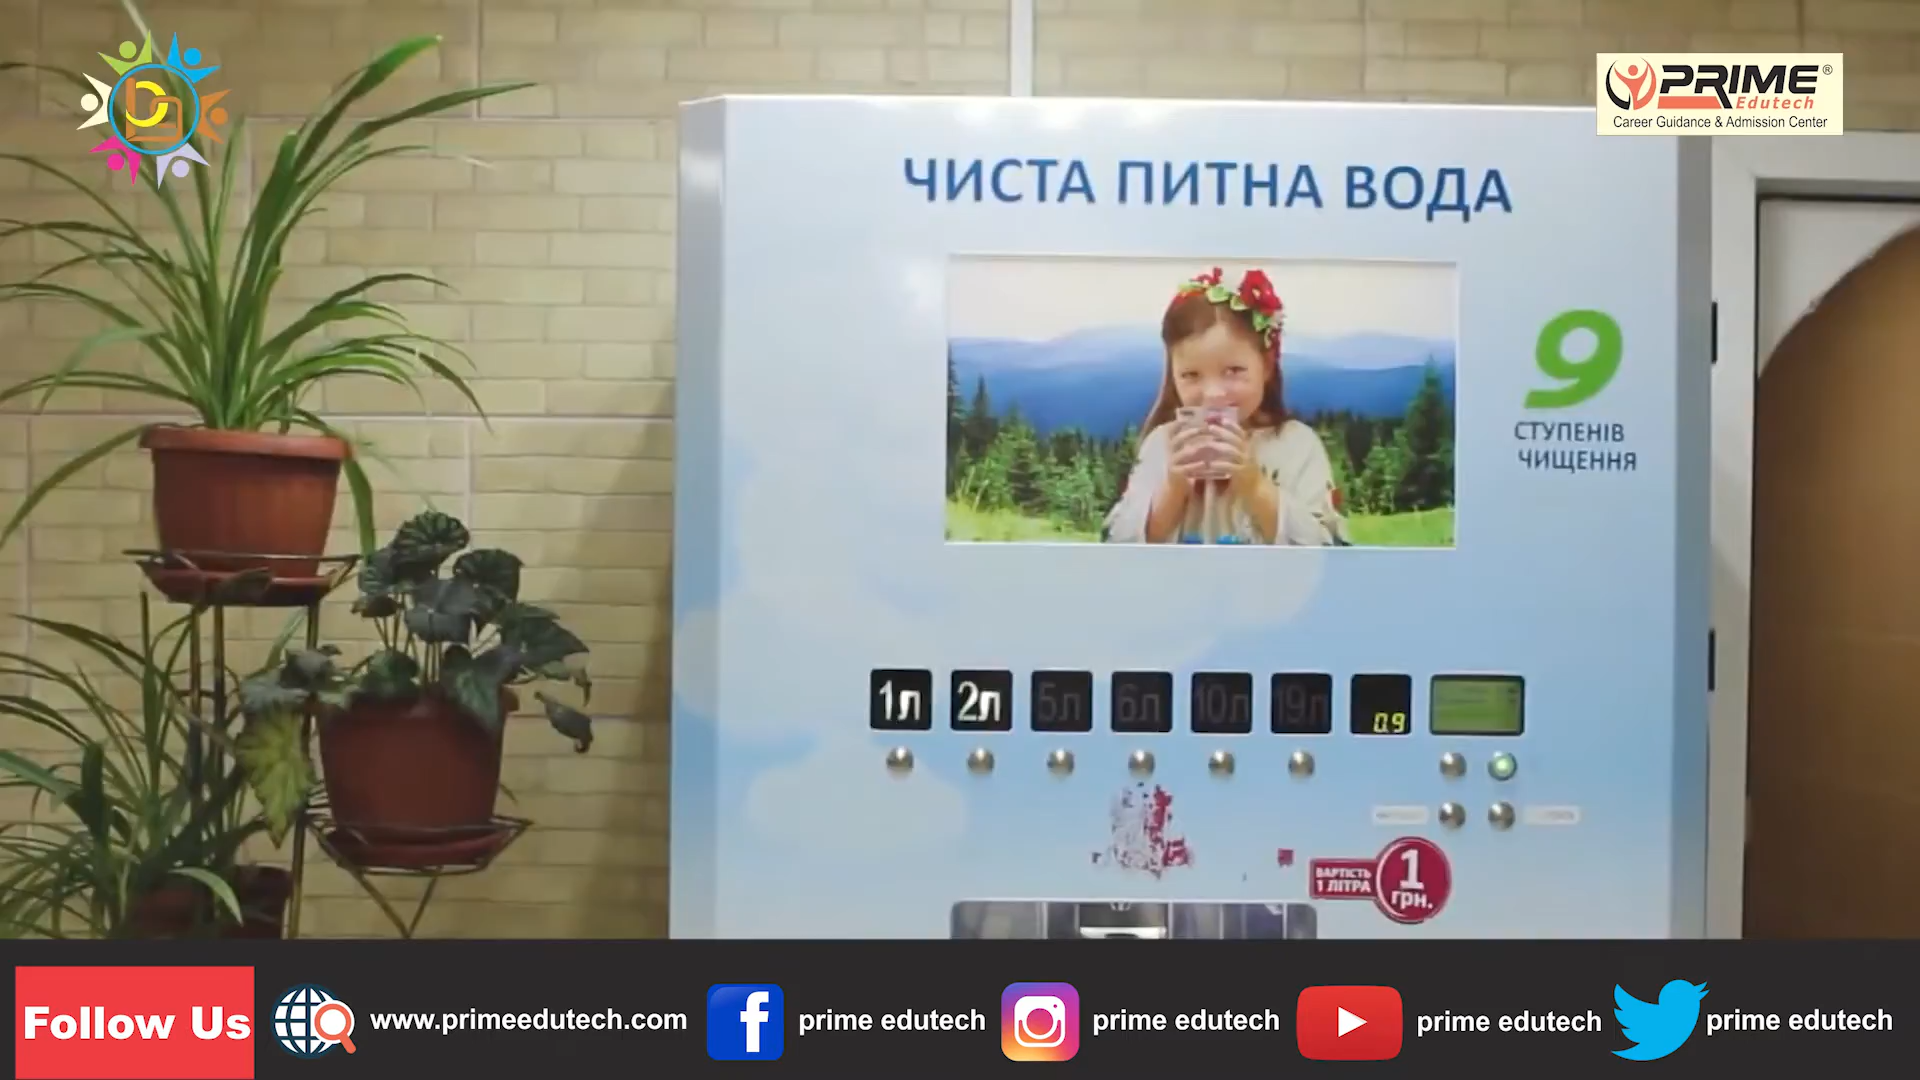 PRIME®
Edutech
Career Guidance & Admission Center
ЧИСТА ПИТНА ВОДА
9
СТУПЕНІВ
ЧИЩЕННЯ
1л 2л 5л 6л 10л 19л 0.9
ВАРТІСТЬ
1 ЛІТРА
1
грн.
Follow Us www.primeedutech.com prime edutech prime edutech prime edutech prime edutech